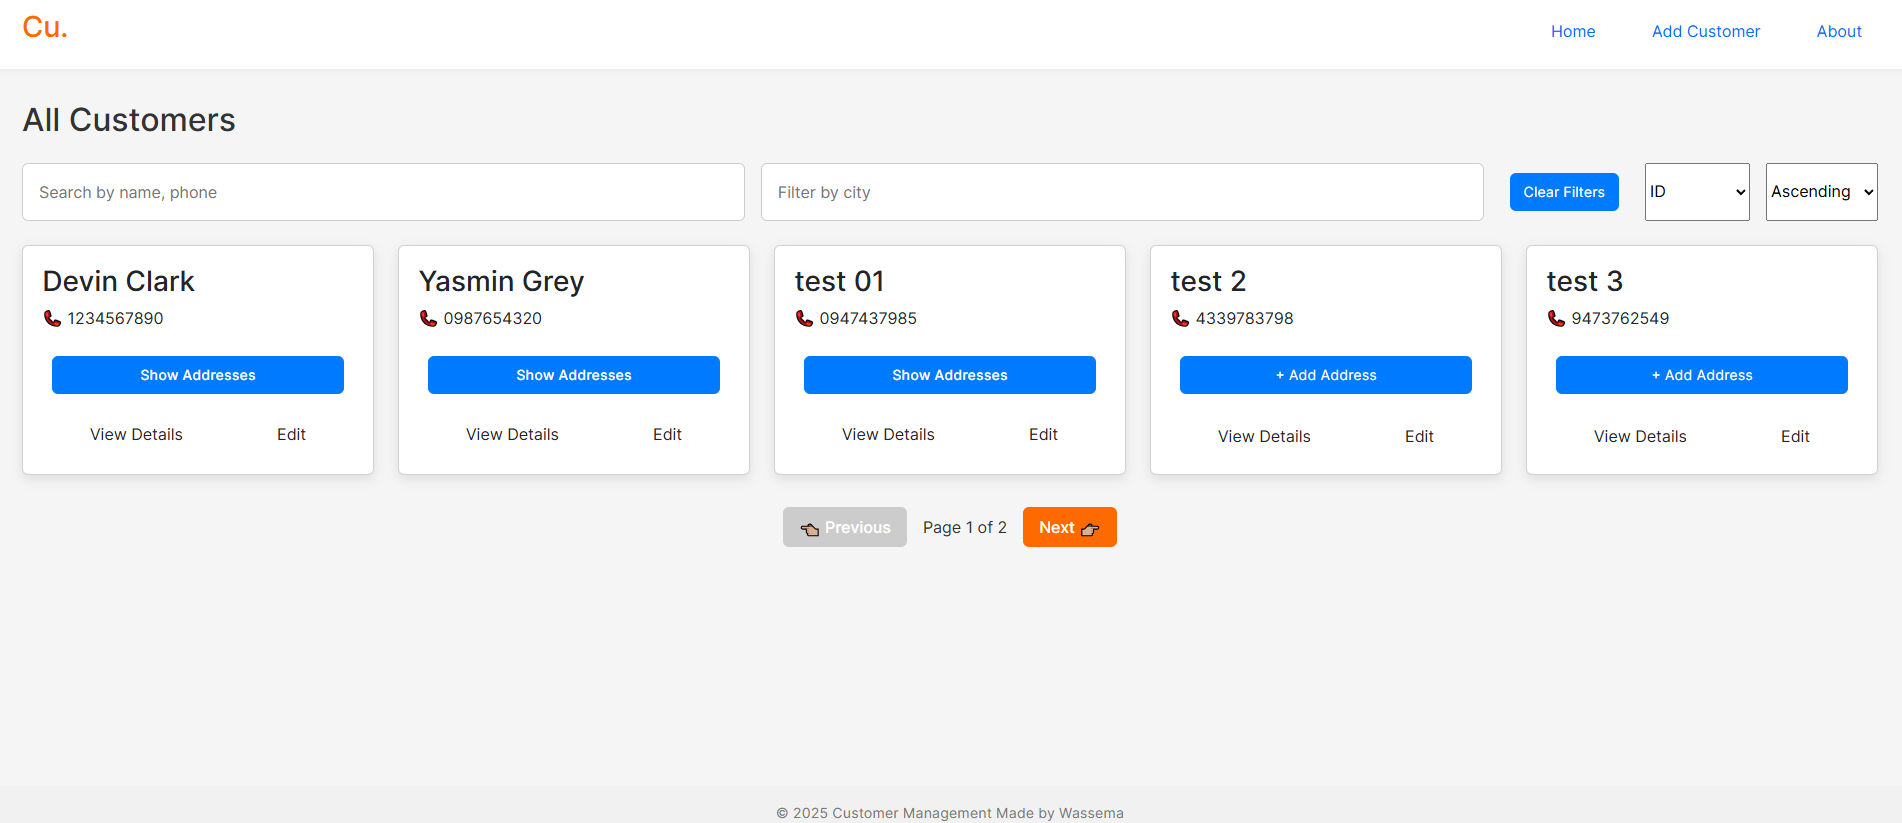 Cu.
Home Add Customer About
All Customers
Search by name, phone Filter by city Clear Filters ID Ascending
Devin Clark Yasmin Grey test 01 test 2 test 3
1234567890 0987654320 0947437985 4339783798 9473762549
Show Addresses Show Addresses Show Addresses + Add Address + Add Address
View Details Edit View Details Edit View Details Edit View Details Edit View Details Edit
Previous Page 1 of 2 Next
© 2025 Customer Management Made by Wassema